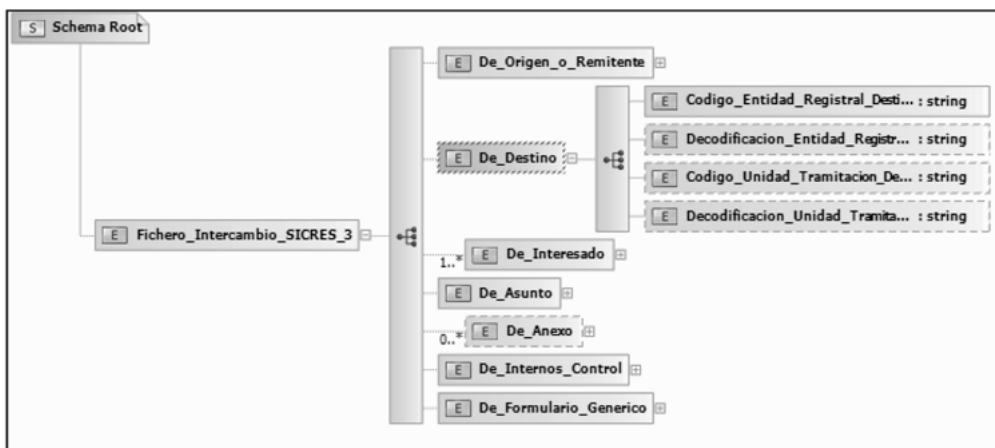 S Schema Root
E De_Origen_o_Remitente
E Codigo_Entidad_Registral_Desti... : string
E De_Destino
E Decodificacion_Entidad_Registr... : string
E Codigo_Unidad_Tramitacion_De... : string
E Decodificacion_Unidad_Tramita... : string
E Fichero_Intercambio_SICRES_3
1..* E De_Interesado
E De_Asunto
0..* E De_Anexo
E De_Internos_Control
E De_Formulario_Generico